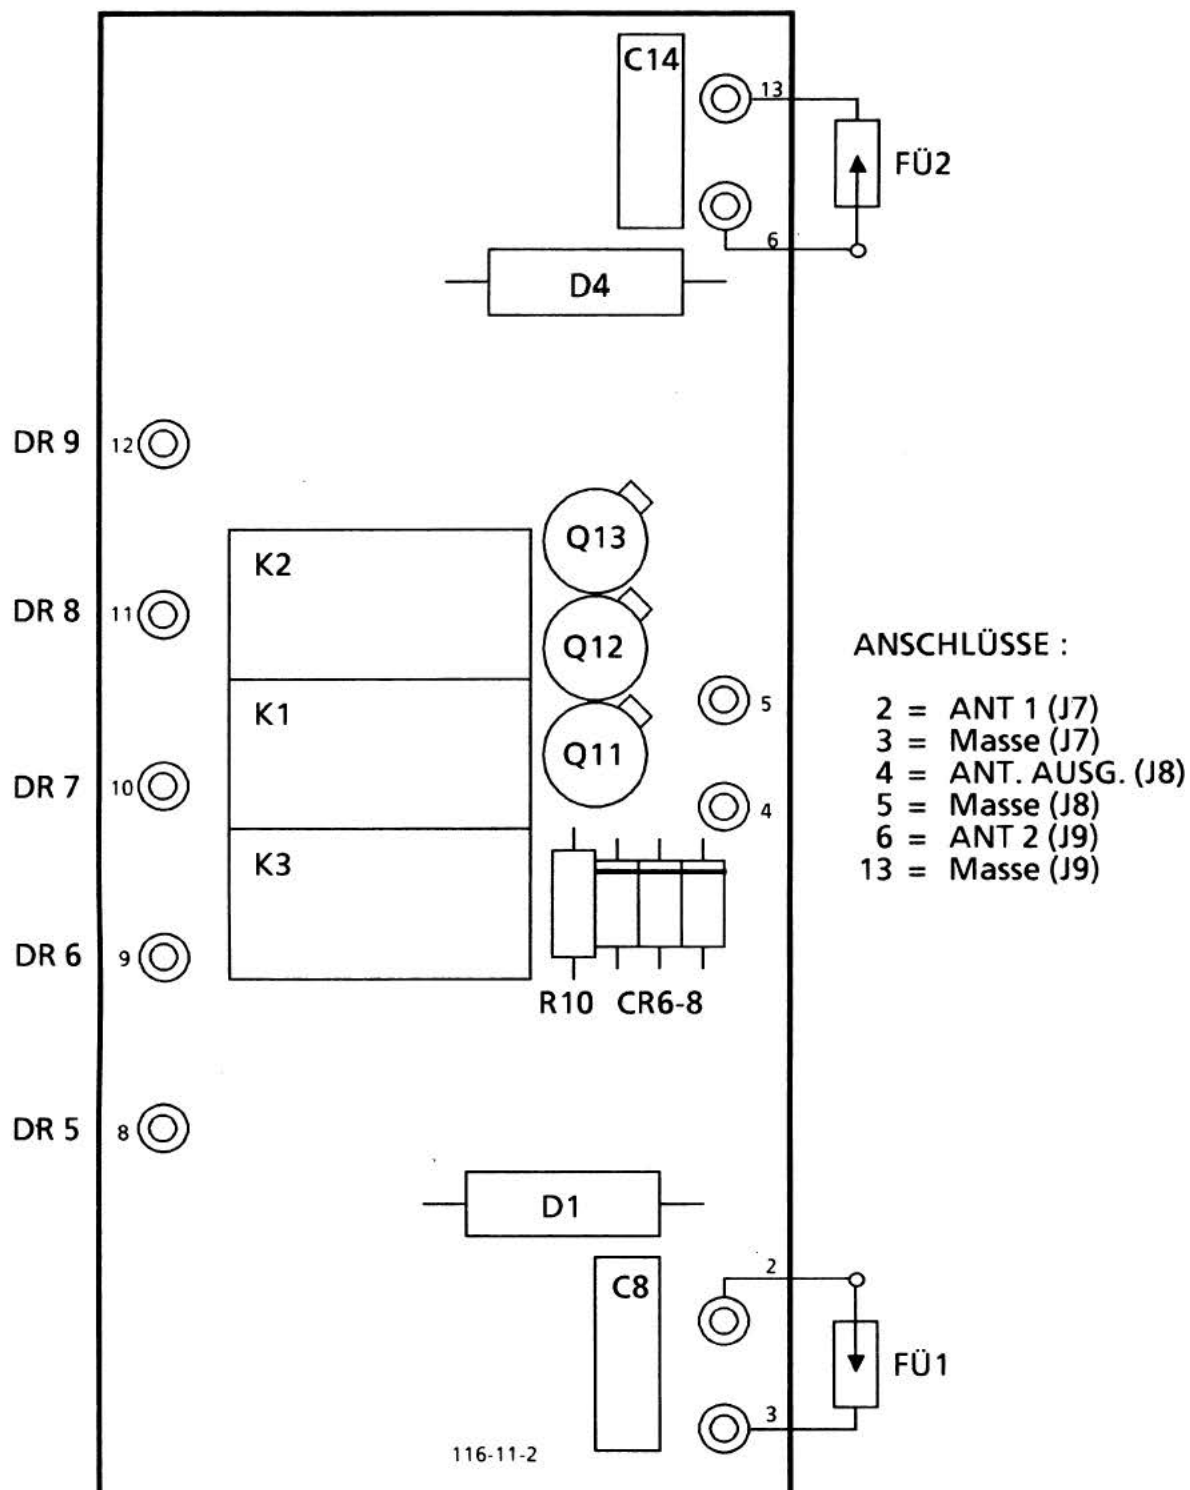 C14
13
FÜ2
6
D4
DR 9 12
Q13
K2
DR 8 11
Q12
ANSCHLÜSSE :
5
2 = ANT 1 (J7)
K1
3 = Masse (J7)
Q11
4 = ANT. AUSG. (J8)
DR 7 10
5 = Masse (J8)
4
6 = ANT 2 (J9)
K3
13 = Masse (J9)
DR 6 9
R10 CR6-8
DR 5 8
D1
2
C8
FÜ1
3
116-11-2